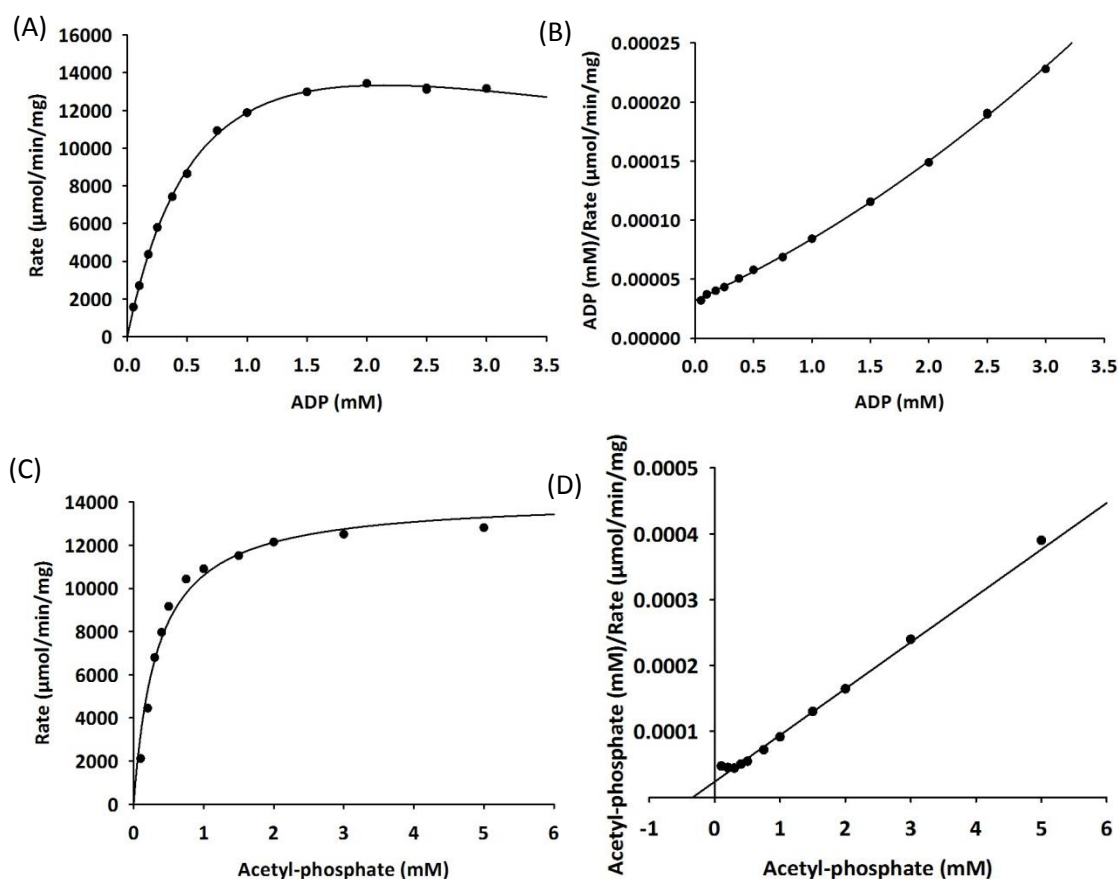 (A)
Rate (µmol/min/mg)
16000
14000
12000
10000
8000
6000
4000
2000
0
0.0 0.5 1.0 1.5 2.0 2.5 3.0 3.5
ADP (mM)
(B)
ADP (mM)/Rate (µmol/min/mg)
0.00025
0.00020
0.00015
0.00010
0.00005
0.00000
0.0 0.5 1.0 1.5 2.0 2.5 3.0 3.5
ADP (mM)
(C)
Rate (µmol/min/mg)
14000
12000
10000
8000
6000
4000
2000
0
0 1 2 3 4 5 6
Acetyl-phosphate (mM)
(D)
Acetyl-phosphate (mM)/Rate (µmol/min/mg)
0.0005
0.0004
0.0003
0.0002
0.0001
-1 0 1 2 3 4 5 6
Acetyl-phosphate (mM)